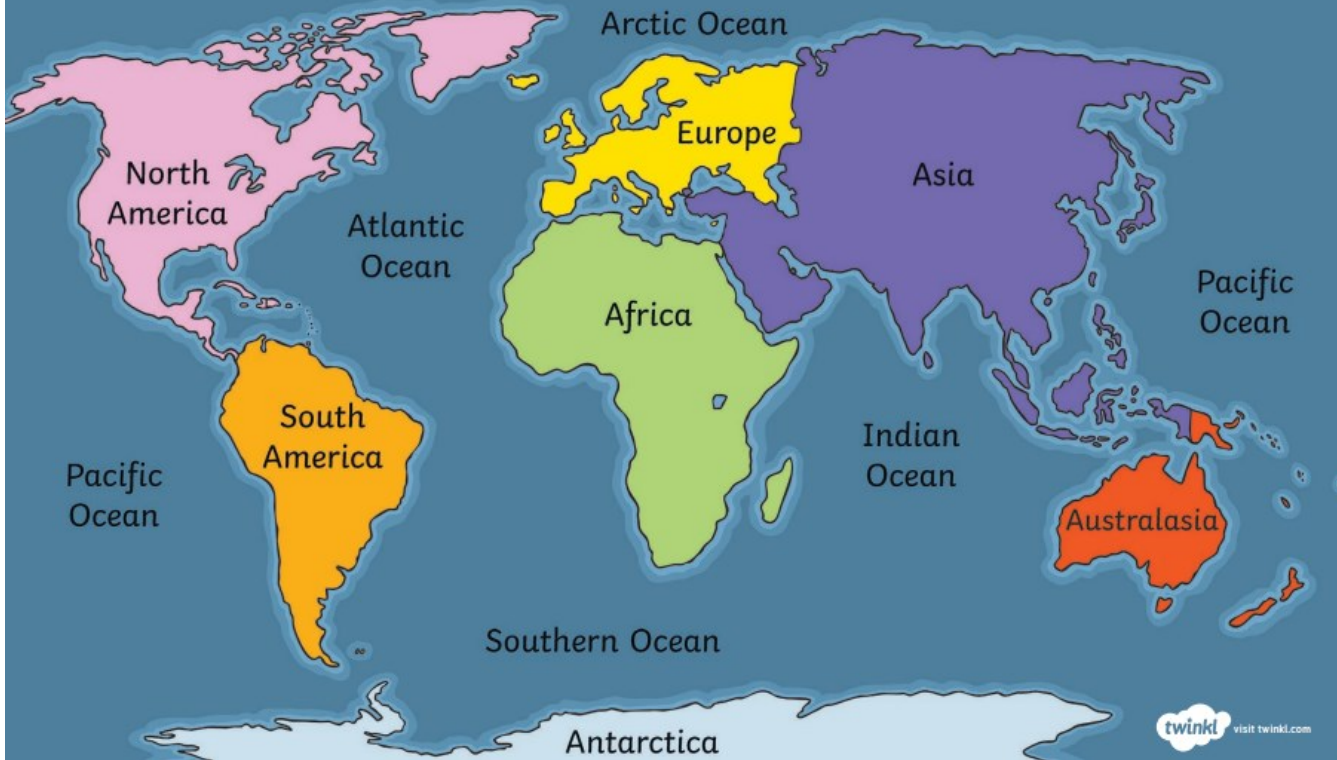 Arctic Ocean
Europe
North
America
Asia
Atlantic
Ocean
Pacific
Ocean
Africa
South
America
Indian
Ocean
Pacific
Ocean
Australasia
Southern Ocean
Antarctica
twinkl visit twinkl.com